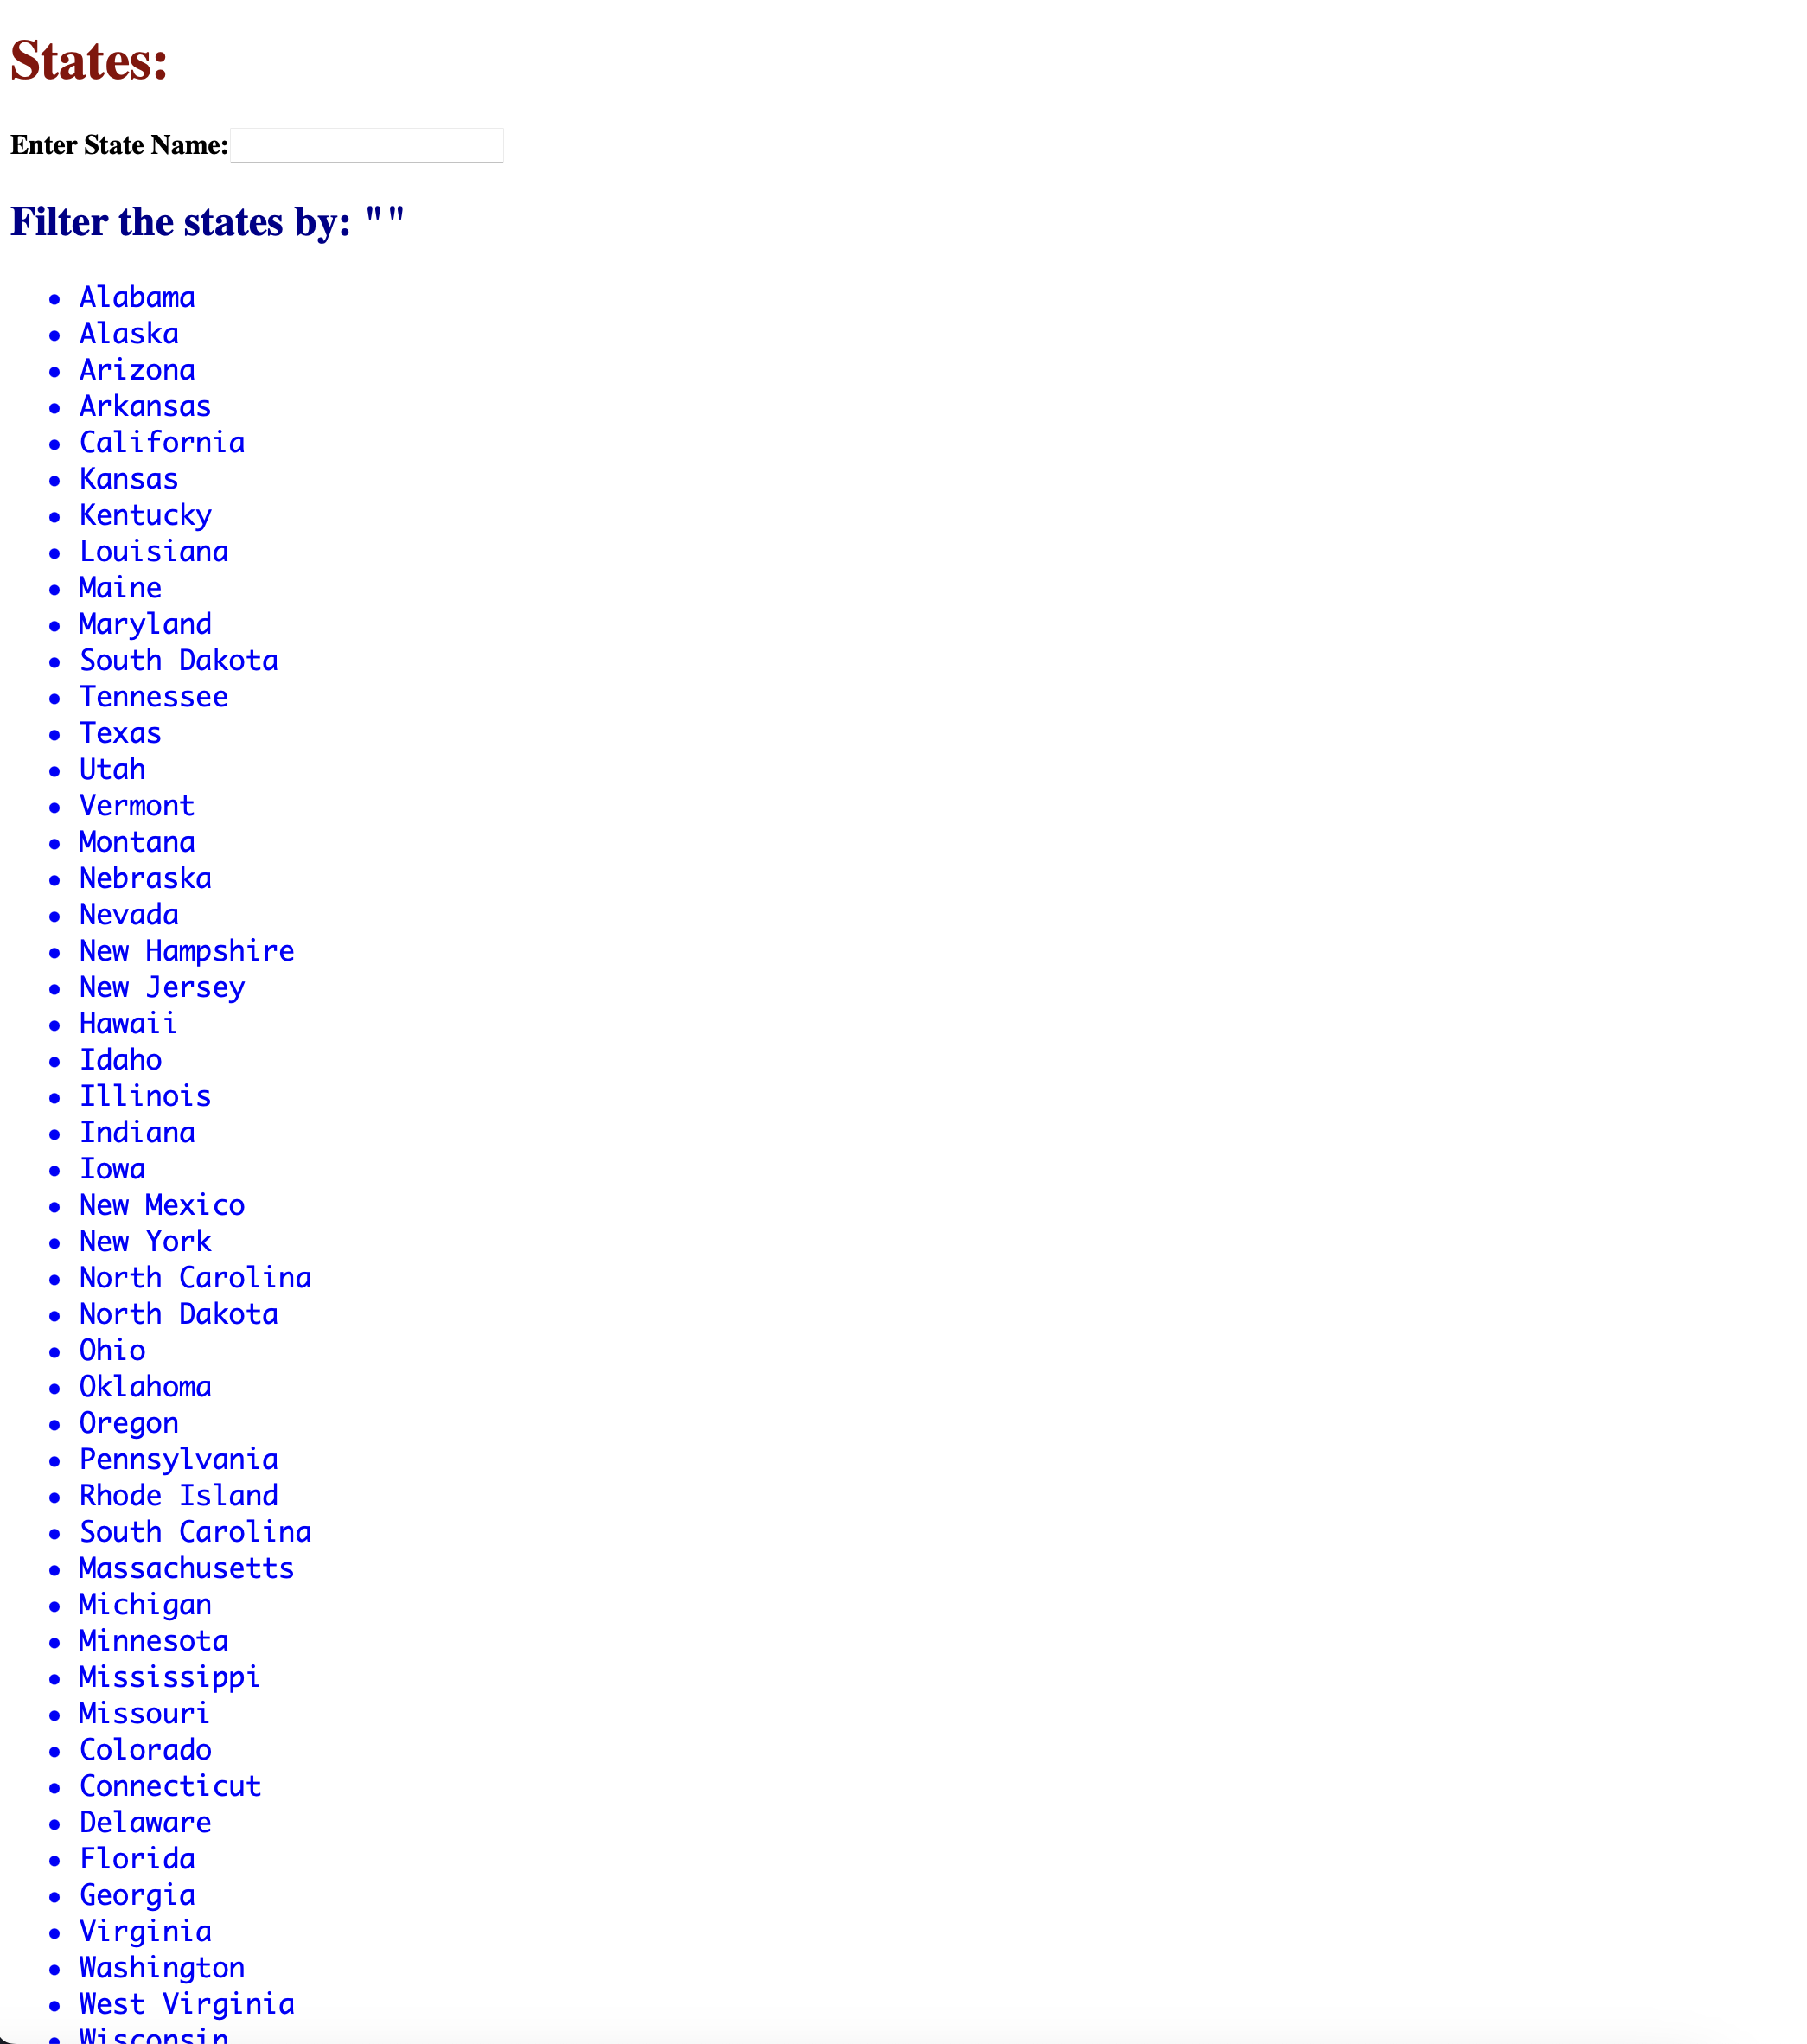 States:
Enter State Name:
Filter the states by: ""
Alabama
Alaska
Arizona
Arkansas
California
Kansas
Kentucky
Louisiana
Maine
Maryland
South Dakota
Tennessee
Texas
Utah
Vermont
Montana
Nebraska
Nevada
New Hampshire
New Jersey
Hawaii
Idaho
Illinois
Indiana
Iowa
New Mexico
New York
North Carolina
North Dakota
Ohio
Oklahoma
Oregon
Pennsylvania
Rhode Island
South Carolina
Massachusetts
Michigan
Minnesota
Mississippi
Missouri
Colorado
Connecticut
Delaware
Florida
Georgia
Virginia
Washington
West Virginia
Wisconsin